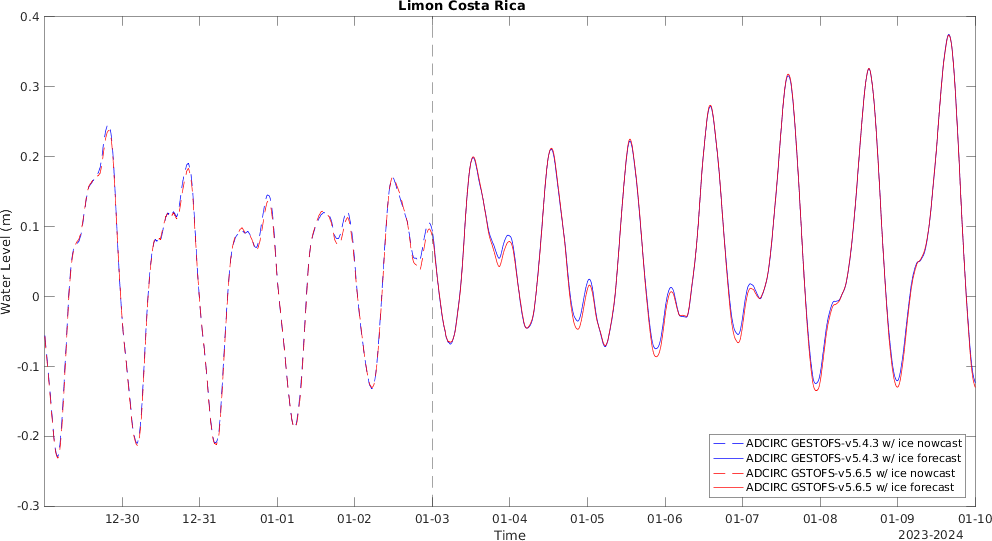 Limon Costa Rica
0.4
0.3
0.2
0.1
0
-0.1
-0.2
-0.3
Water Level (m)
ADCIRC GESTOFS-v5.4.3 w/ ice nowcast
ADCIRC GESTOFS-v5.4.3 w/ ice forecast
ADCIRC GSTOFS-v5.6.5 w/ ice nowcast
ADCIRC GSTOFS-v5.6.5 w/ ice forecast
12-30 12-31 01-01 01-02 01-03 01-04 01-05 01-06 01-07 01-08 01-09 01-10
Time
2023-2024